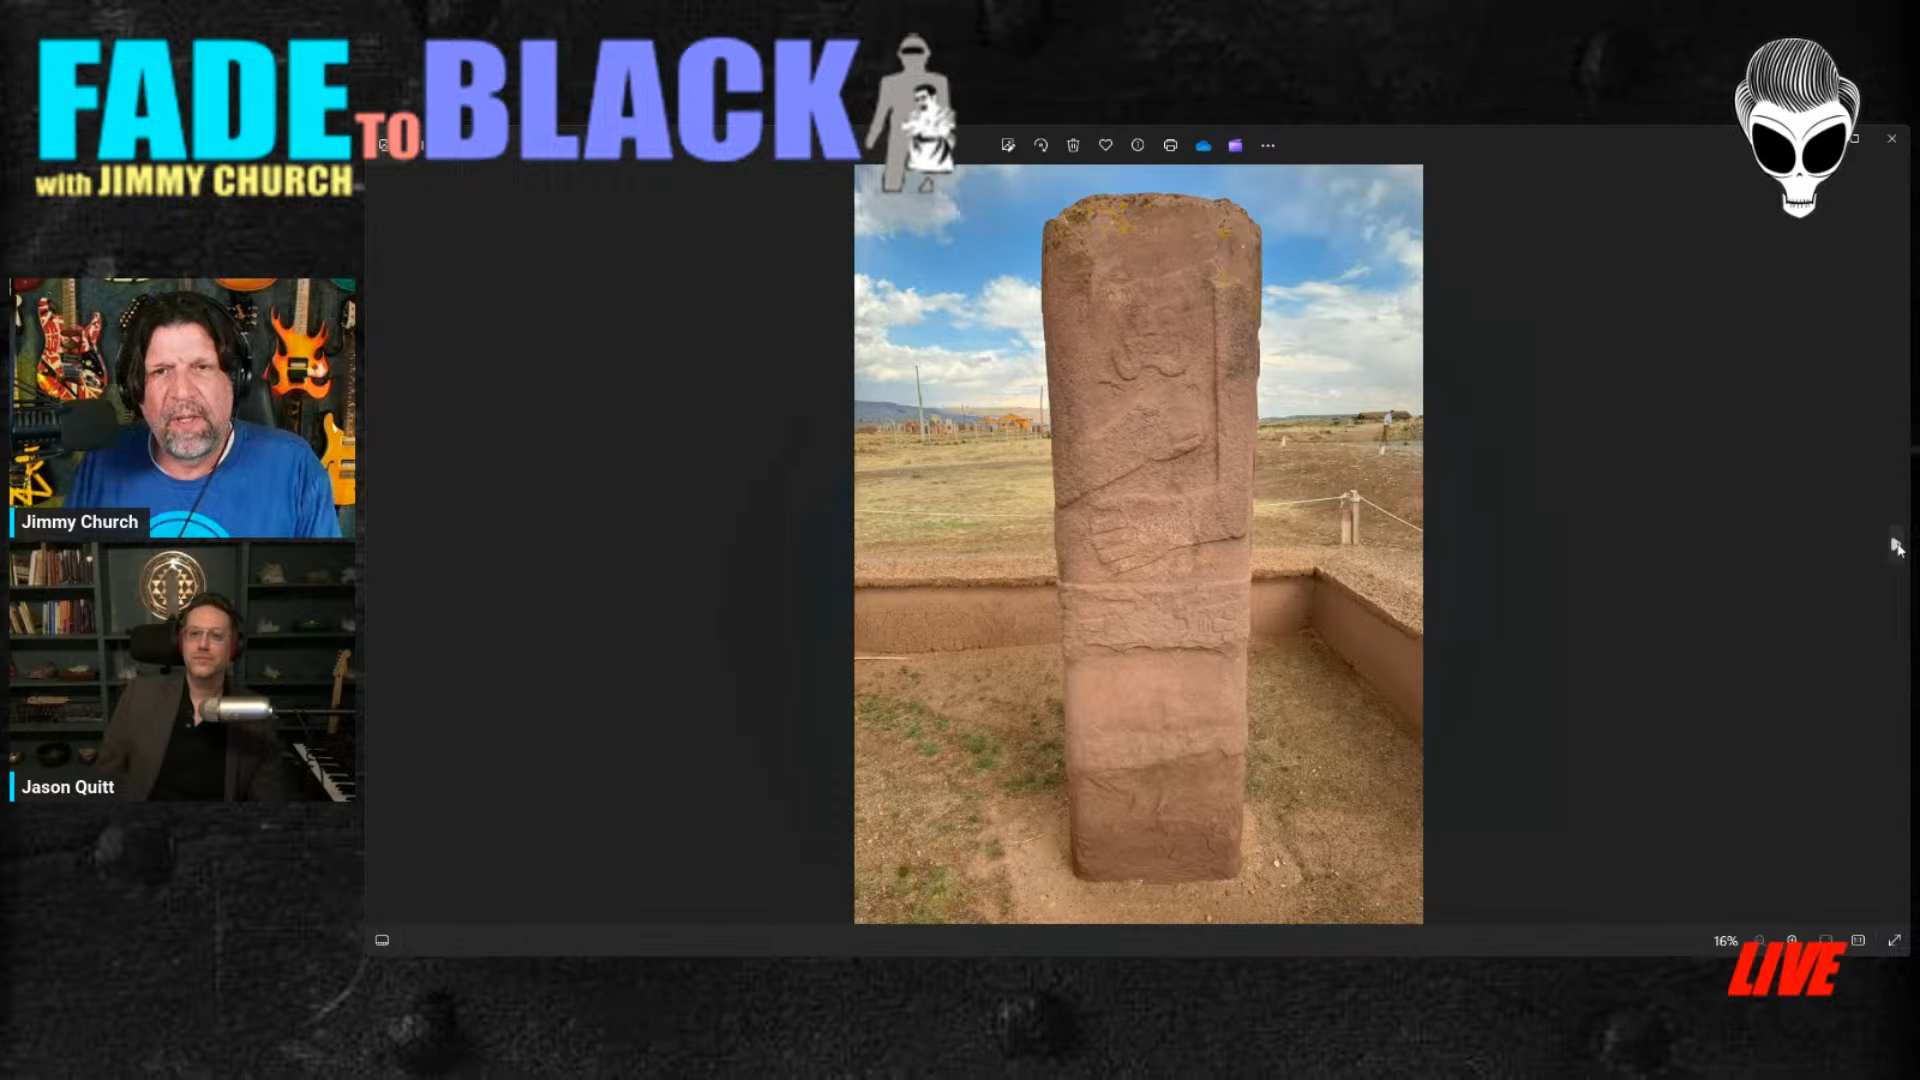 FADE TO BLACK
with JIMMY CHURCH
Jimmy Church
Jason Quitt
16%
LIVE